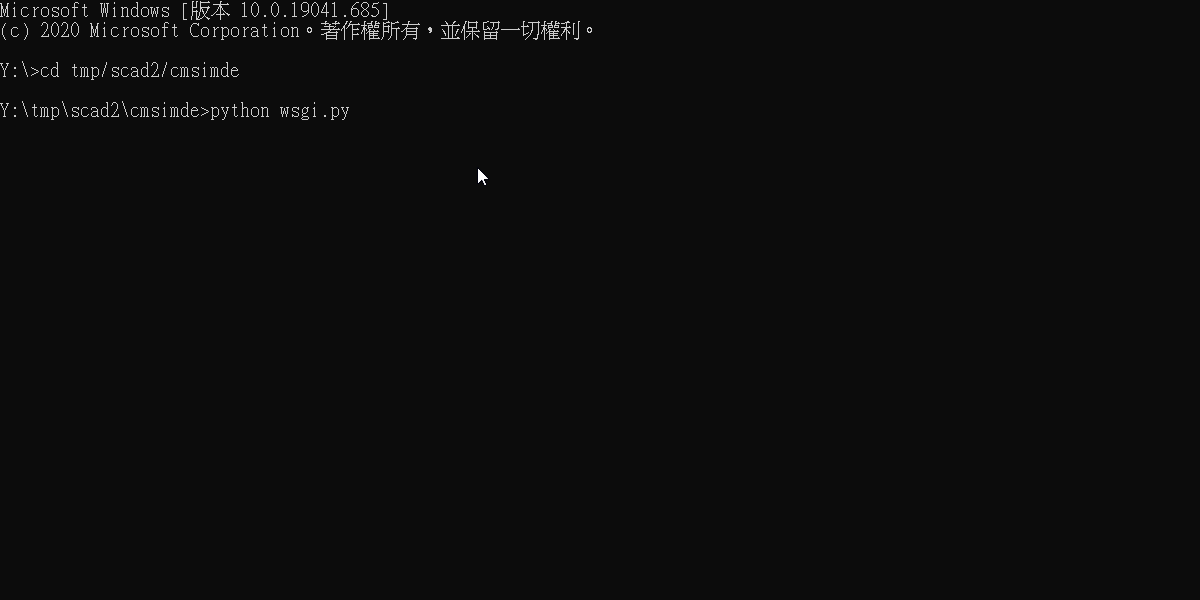 Microsoft Windows [版本 10.0.19041.685]
(c) 2020 Microsoft Corporation。著作權所有，並保留一切權利。
Y:\>cd tmp/scad2/cmsimde
Y:\tmp\scad2\cmsimde>python wsgi.py